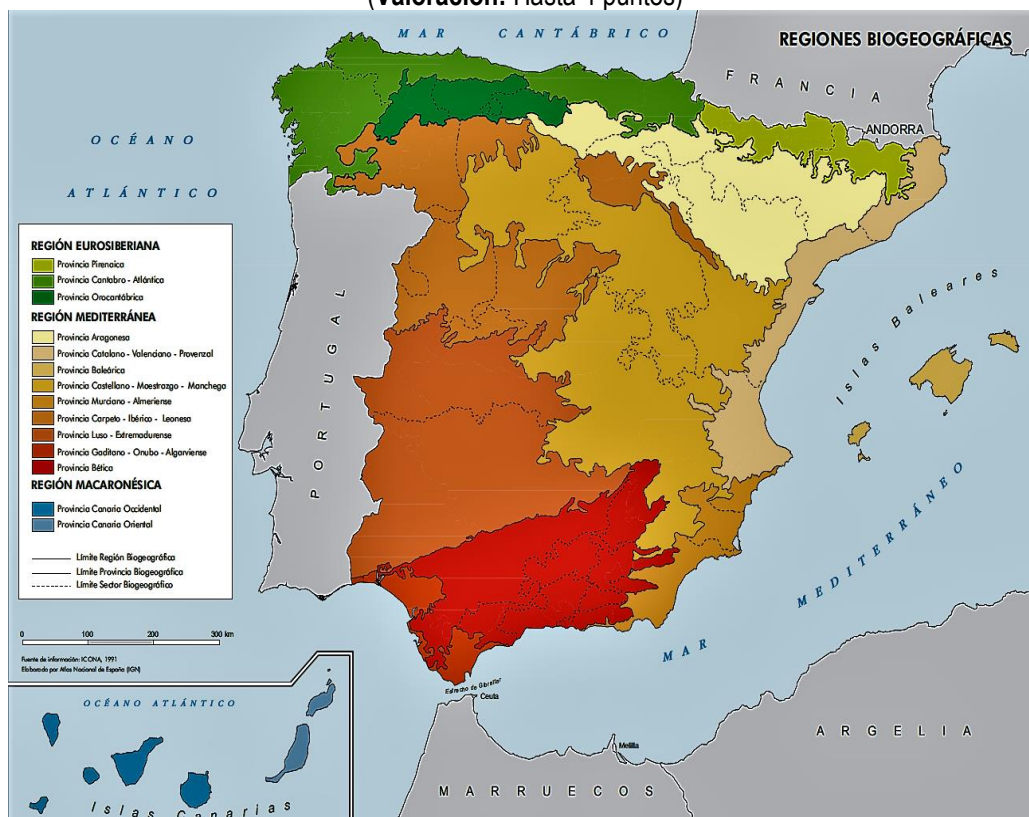 (Valoración: Hasta 4 puntos)
MAR CANTÁBRICO
REGIONES BIOGEOGRÁFICAS
FRANCIA
ANDORRA
OCÉANO
ATLÁNTICO
REGIÓN EUROSIBERIANA
Provincia Pirenaica
Provincia Cantabro - Atlántica
Provincia Orocantábrica
REGIÓN MEDITERRÁNEA
Provincia Aragonesa
Provincia Catalano - Valenciano - Provenzal
Provincia Baleárica
Provincia Castellano - Maestrazgo - Manchega
Provincia Murciano - Almeriense
Provincia Carpeto - Ibérico - Leonesa
Provincia Luso - Extremadurense
Provincia Gaditano - Onubo - Algarviense
Provincia Bética
REGIÓN MACARONÉSICA
Provincia Canaria Occidental
Provincia Canaria Oriental
Límite Región Biogeográfica
Límite Provincia Biogeográfica
Límite Sector Biogeográfico
PORTUGAL
Islas Baleares
MAR MEDITERRÁNEO
0 100 200 300 km
Fuente de información: ICONA, 1991
Elaborado por Atlas Nacional de España (IGN)
Estrecho de Gibraltar
Ceuta
Melilla
OCÉANO ATLÁNTICO
Islas Canarias
MARRUECOS
ARGELIA